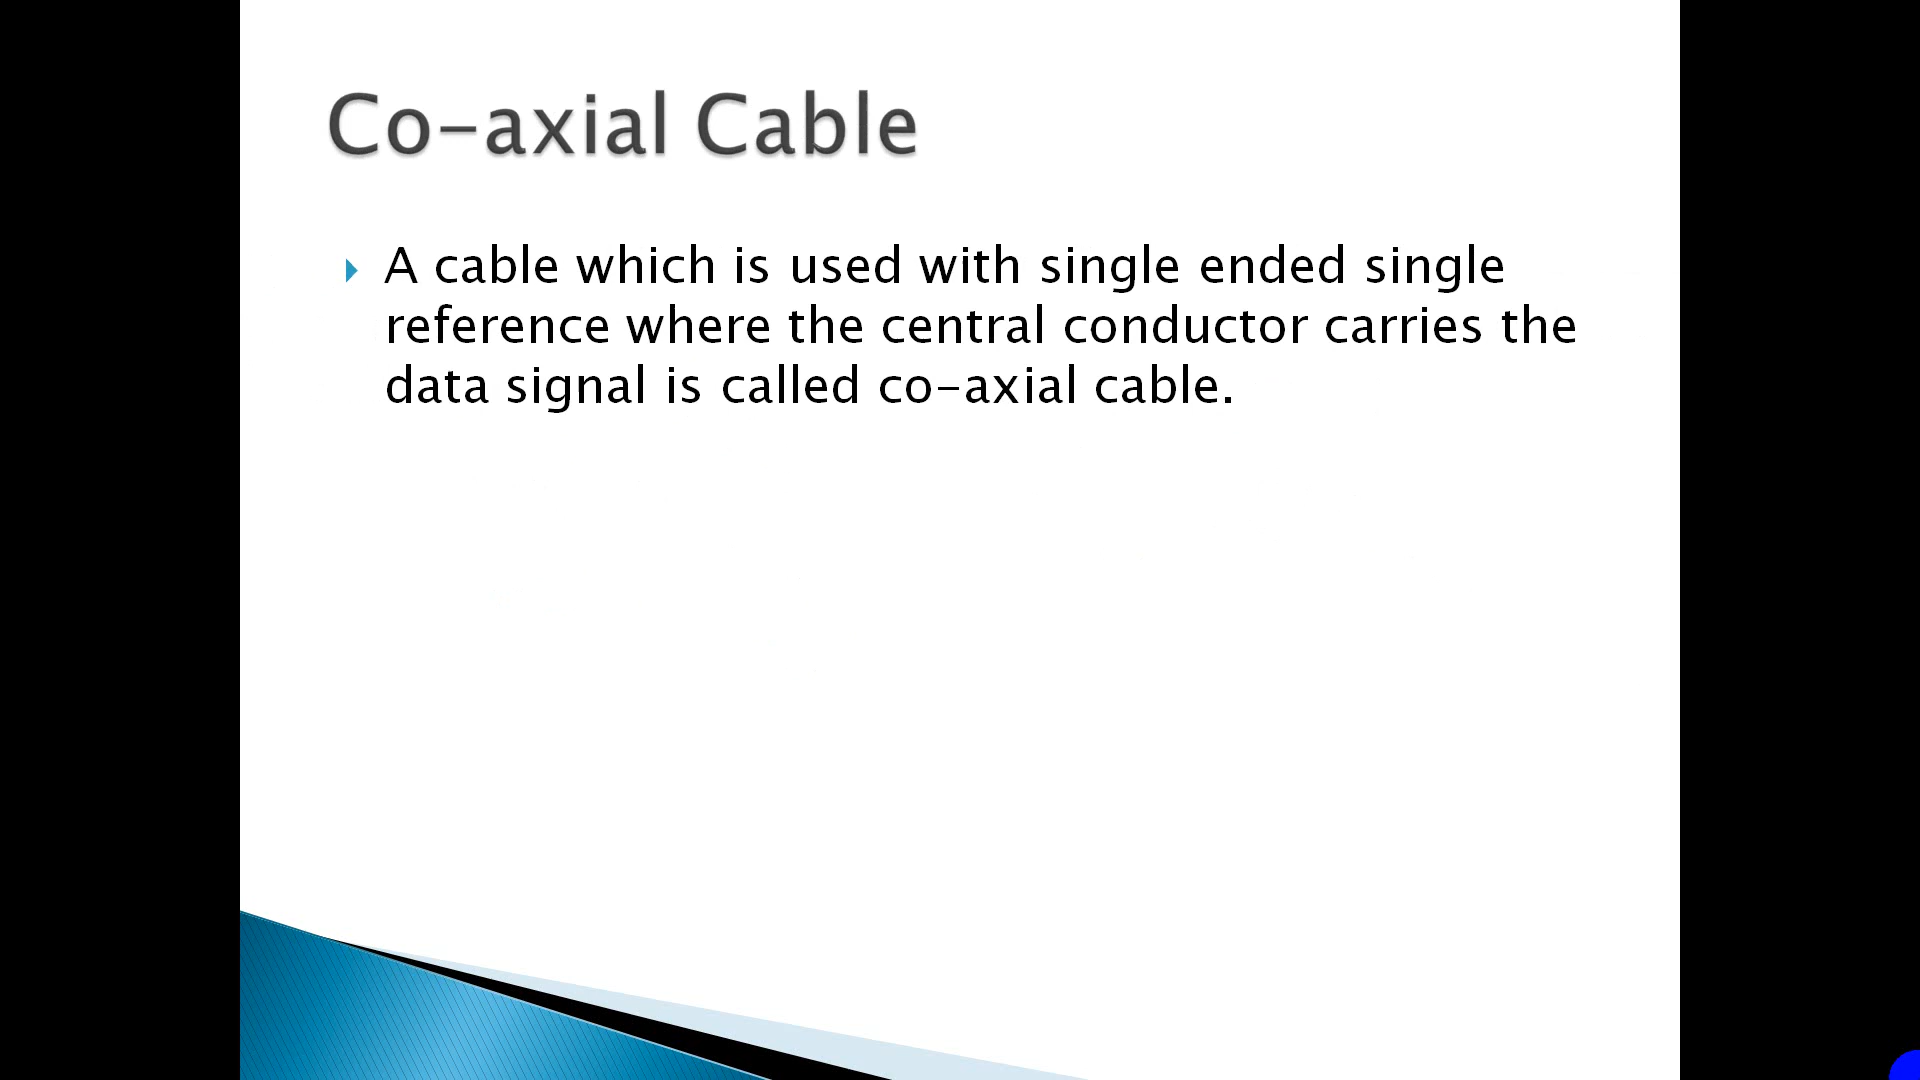 Co-axial Cable
A cable which is used with single ended single
reference where the central conductor carries the
data signal is called co-axial cable.